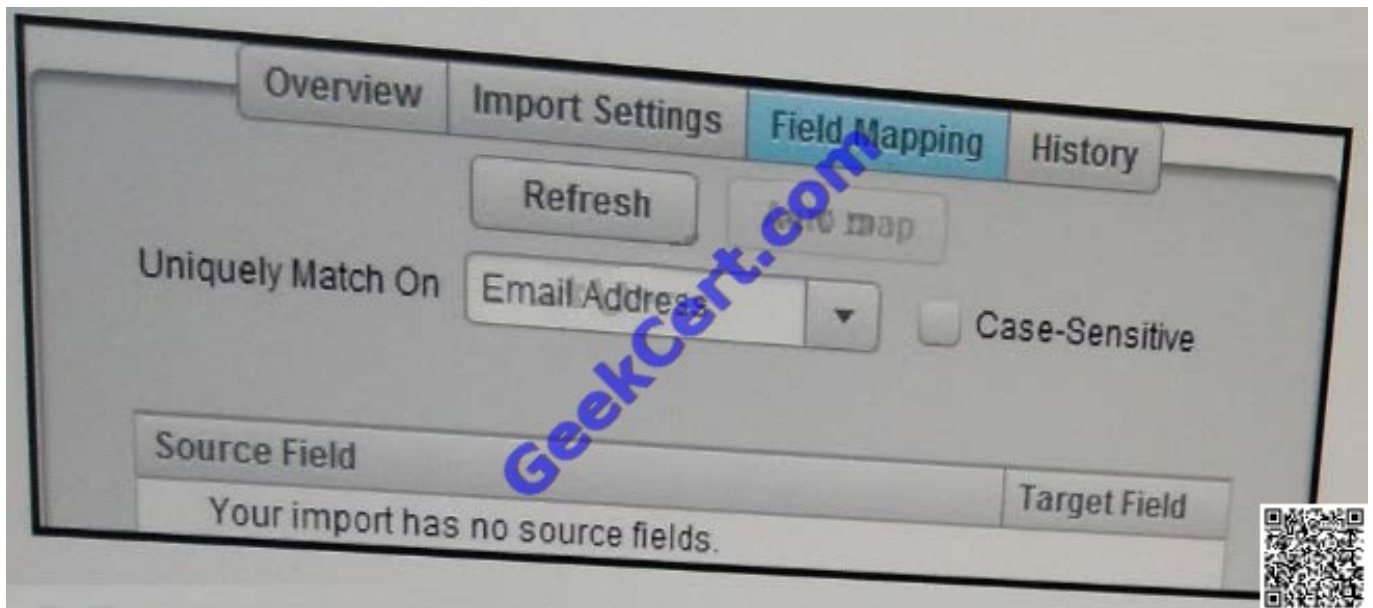 Overview Import Settings Field Mapping History
Refresh map
Uniquely Match On Email Address Case-Sensitive
Source Field Target Field
Your import has no source fields.
GeekCert.com